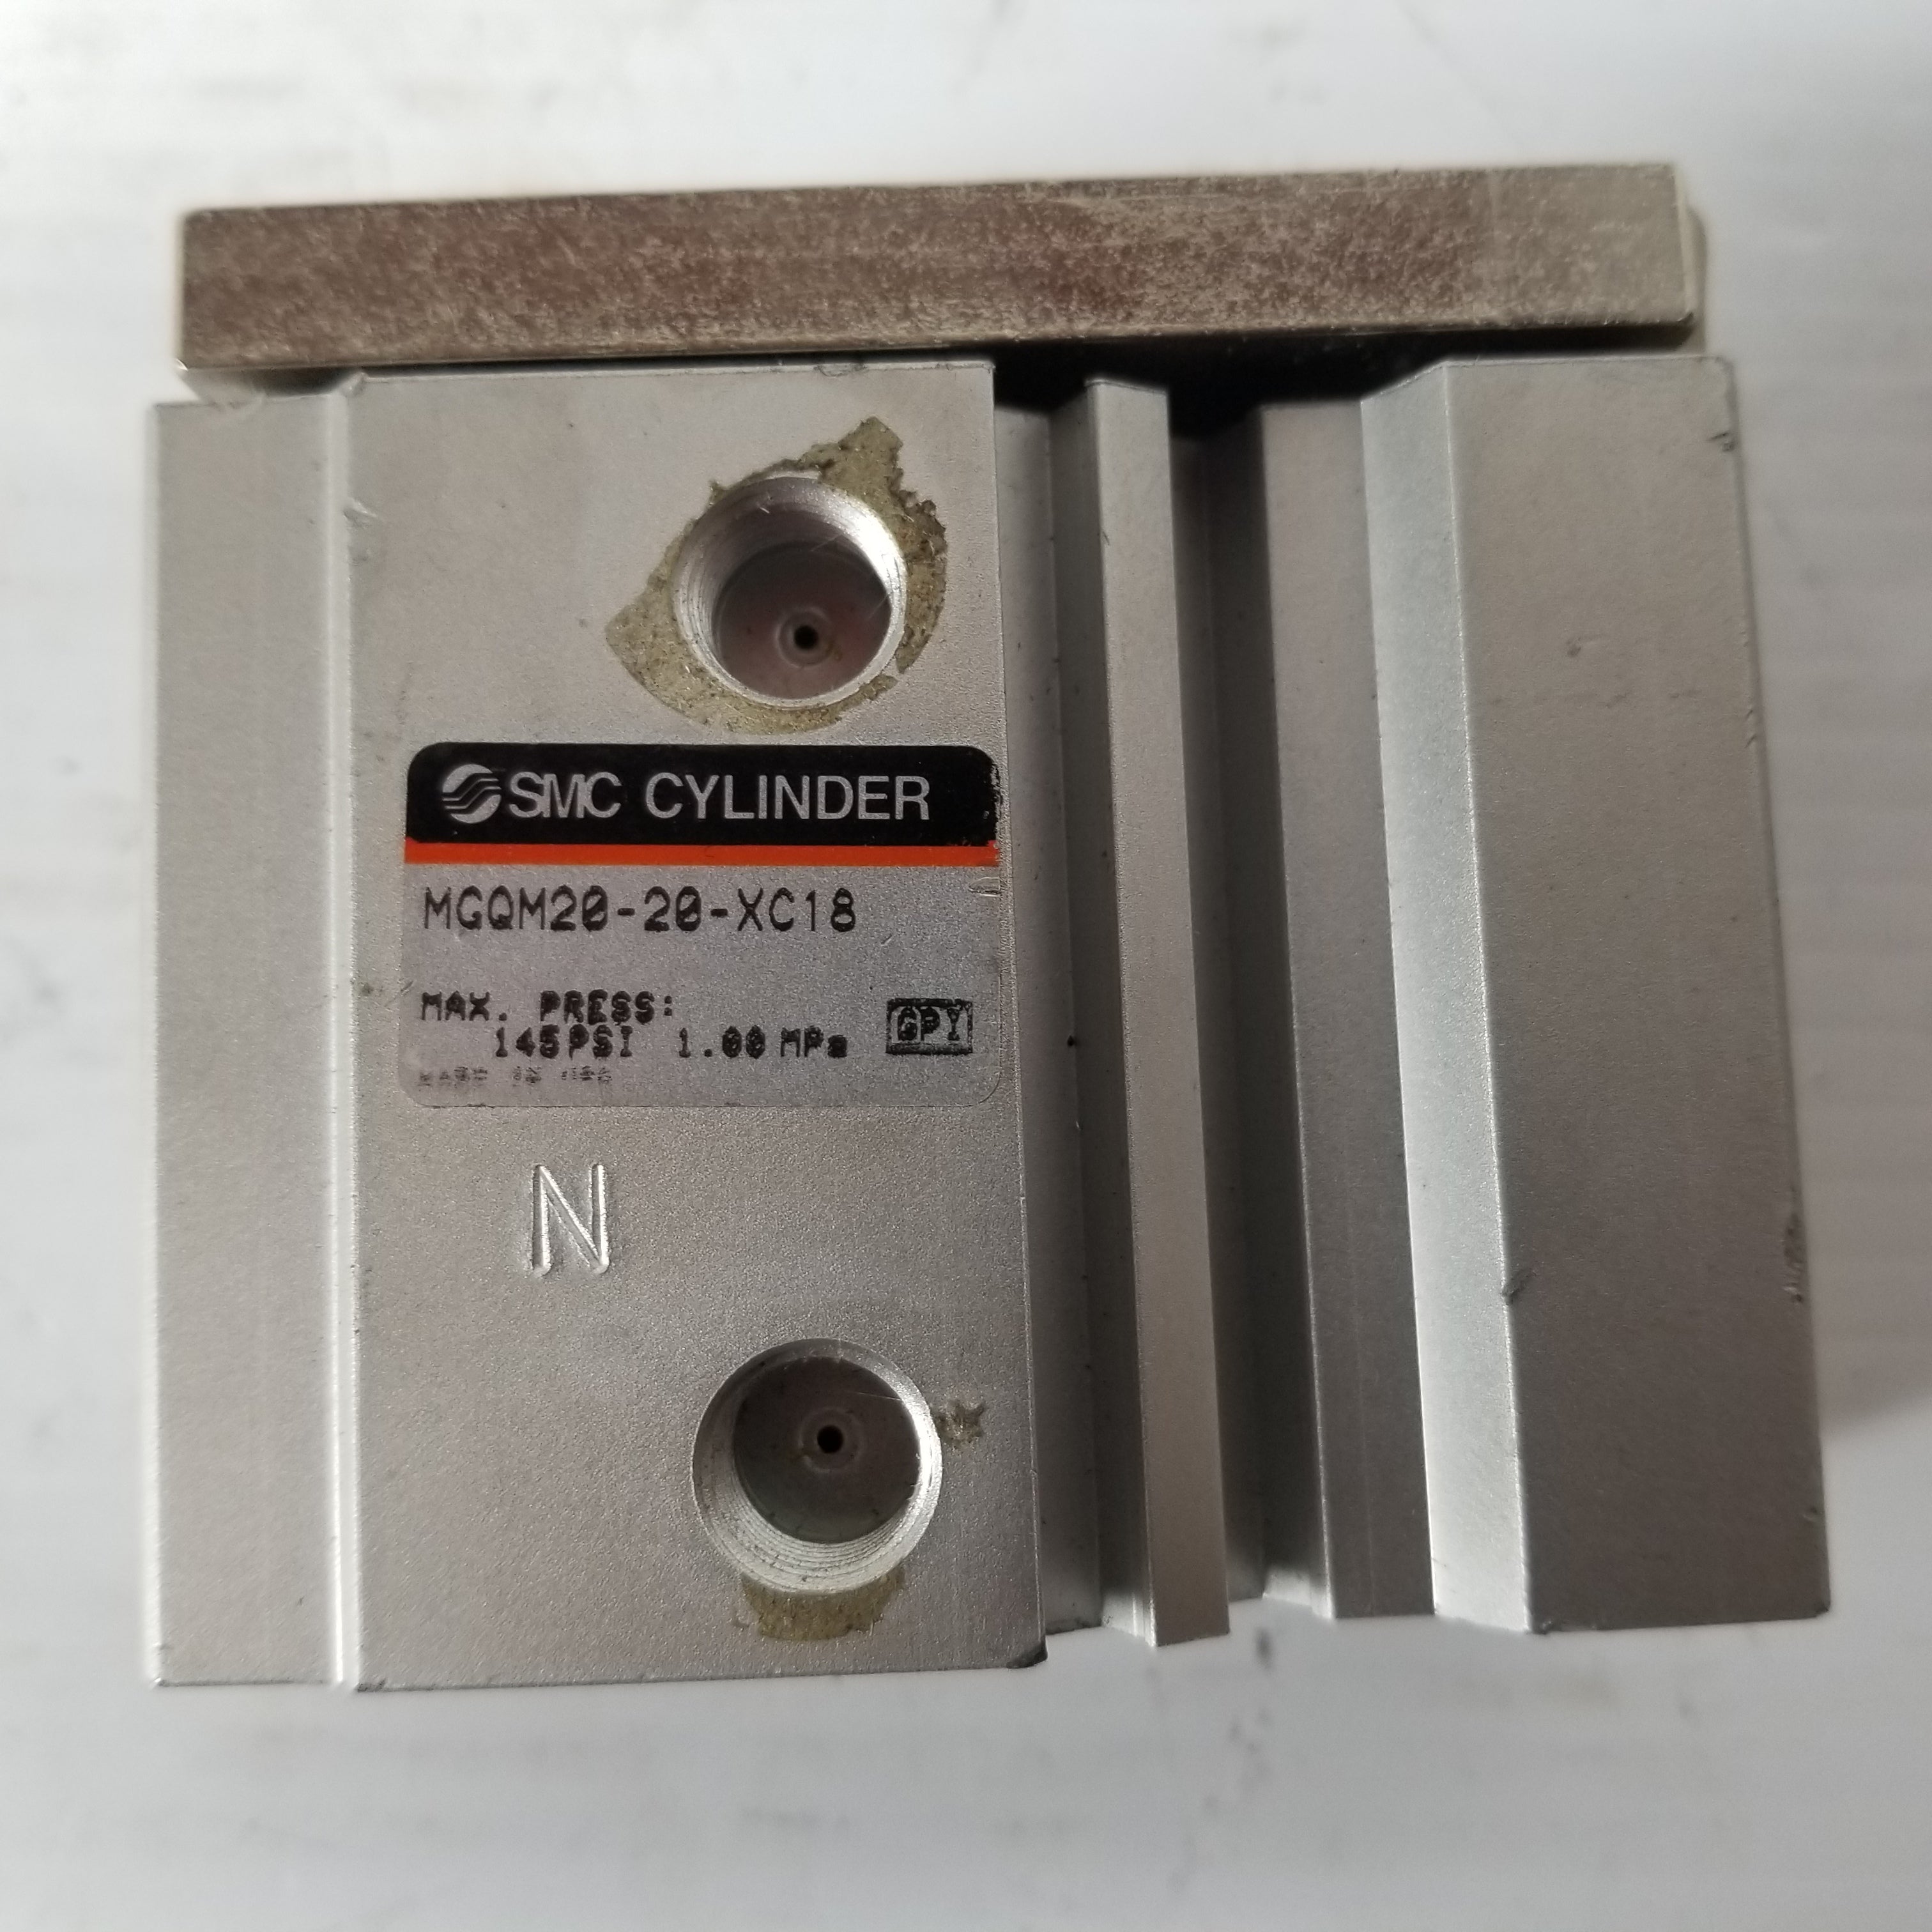 SMC CYLINDER
MGQM20-20-XC18
MAX. PRESS:
145PSI 1.00 MPa GPY
N